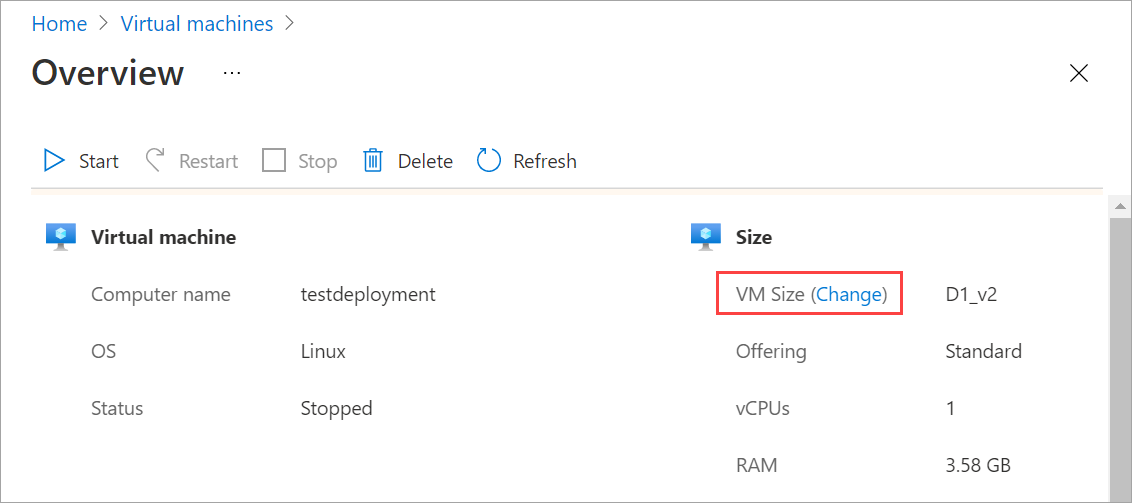 Home > Virtual machines >
Overview ...
Start Restart Stop Delete Refresh
Virtual machine Size
Computer name testdeployment VM Size (Change) D1_v2
OS Linux Offering Standard
Status Stopped vCPUs 1
RAM 3.58 GB